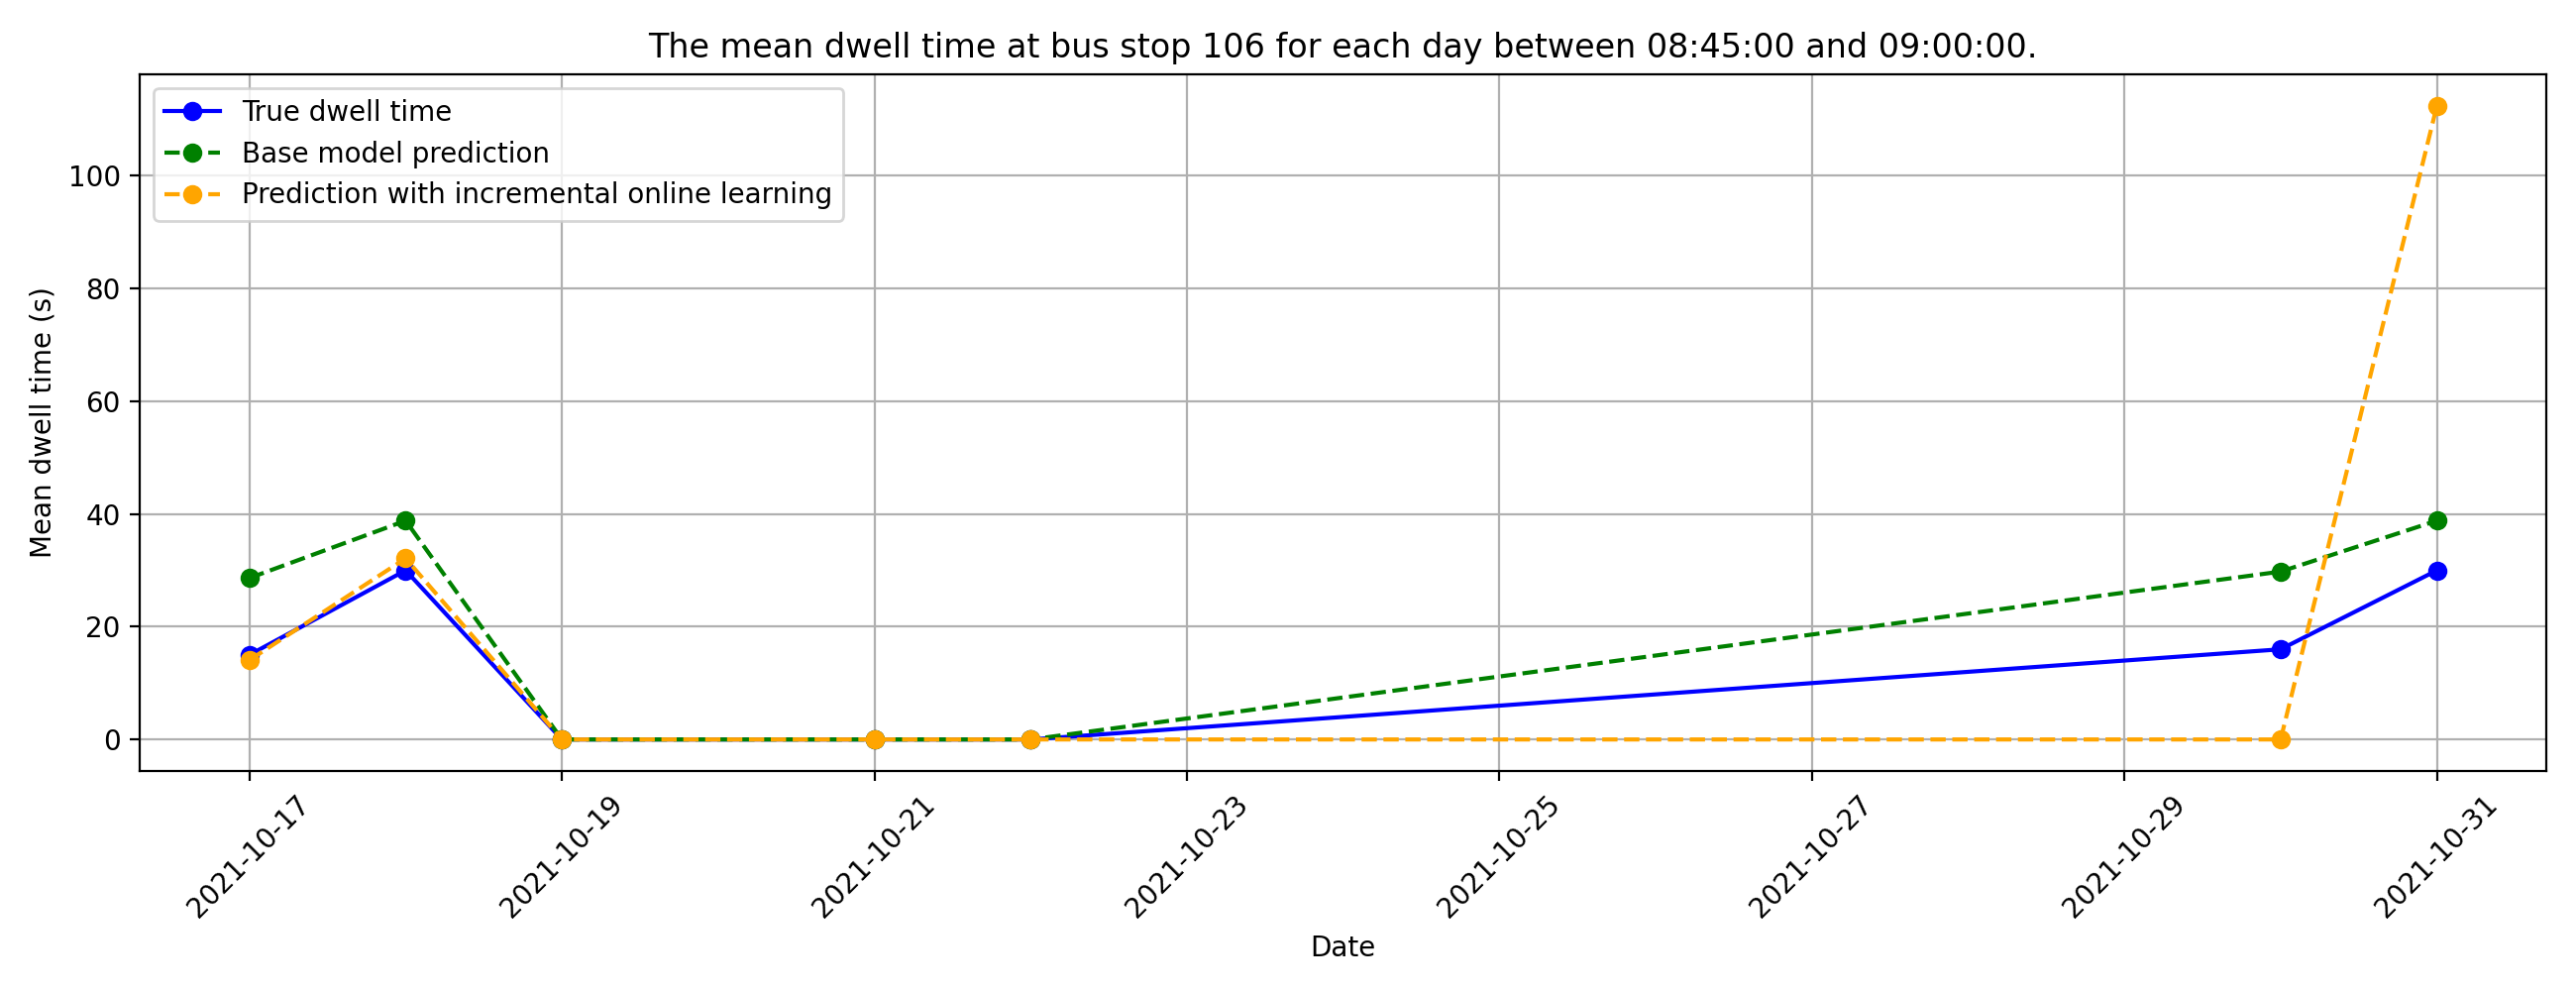 The mean dwell time at bus stop 106 for each day between 08:45:00 and 09:00:00.
True dwell time
Base model prediction
Prediction with incremental online learning
Mean dwell time (s)
100
80
60
40
20
0
2021-10-17
2021-10-19
2021-10-21
2021-10-23
2021-10-25
2021-10-27
2021-10-29
2021-10-31
Date